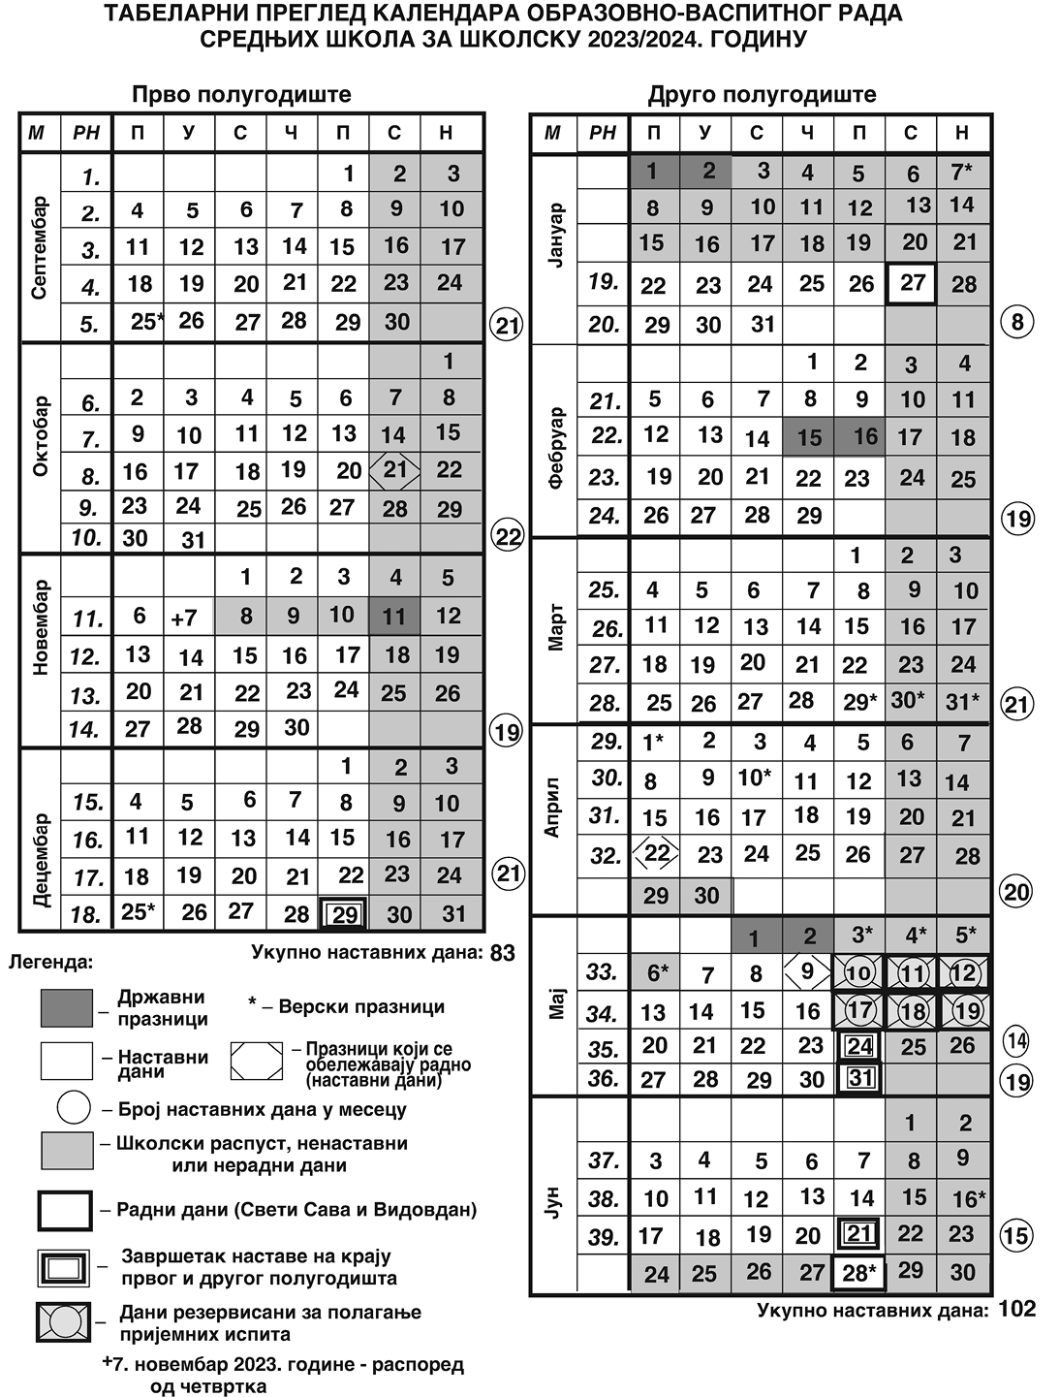 ТАБЕЛАРНИ ПРЕГЛЕД КАЛЕНДАРА ОБРАЗОВНО-ВАСПИТНОГ РАДА
СРЕДЊИХ ШКОЛА ЗА ШКОЛСКУ 2023/2024. ГОДИНУ
Прво полугодиште
М РН П У С Ч П С Н
Септембар
1. 1 2 3
2. 4 5 6 7 8 9 10
3. 11 12 13 14 15 16 17
4. 18 19 20 21 22 23 24
5. 25* 26 27 28 29 30 21
Октобар
1
6. 2 3 4 5 6 7 8
7. 9 10 11 12 13 14 15
8. 16 17 18 19 20 21 22
9. 23 24 25 26 27 28 29
10. 30 31 22
Новембар
1 2 3 4 5
11. 6 +7 8 9 10 11 12
12. 13 14 15 16 17 18 19
13. 20 21 22 23 24 25 26
14. 27 28 29 30 19
Децембар
1 2 3
15. 4 5 6 7 8 9 10
16. 11 12 13 14 15 16 17
17. 18 19 20 21 22 23 24 21
18. 25* 26 27 28 29 30 31
Укупно наставних дана: 83
Легенда:
Државни
– празници
* – Верски празници
– Наставни
дани
– Празници који се
обележавају радно
(наставни дани)
– Број наставних дана у месецу
– Школски распуст, ненаставни
или нерадни дани
– Радни дани (Свети Сава и Видовдан)
– Завршетак наставе на крају
првог и другог полугодишта
– Дани резервисани за полагање
пријемних испита
+7. новембар 2023. године - распоред
од четвртка
Друго полугодиште
М РН П У С Ч П С Н
Јануар
1 2 3 4 5 6 7*
8 9 10 11 12 13 14
15 16 17 18 19 20 21
19. 22 23 24 25 26 27 28
20. 29 30 31 8
Фебруар
1 2 3 4
21. 5 6 7 8 9 10 11
22. 12 13 14 15 16 17 18
23. 19 20 21 22 23 24 25
24. 26 27 28 29 19
Март
1 2 3
25. 4 5 6 7 8 9 10
26. 11 12 13 14 15 16 17
27. 18 19 20 21 22 23 24
28. 25 26 27 28 29* 30* 31* 21
Април
29. 1* 2 3 4 5 6 7
30. 8 9 10* 11 12 13 14
31. 15 16 17 18 19 20 21
32. 22 23 24 25 26 27 28
29 30 20
Мај
1 2 3* 4* 5*
33. 6* 7 8 9 10 11 12
34. 13 14 15 16 17 18 19
35. 20 21 22 23 24 25 26 14
36. 27 28 29 30 31 19
Јун
1 2
37. 3 4 5 6 7 8 9
38. 10 11 12 13 14 15 16*
39. 17 18 19 20 21 22 23 15
24 25 26 27 28* 29 30
Укупно наставних дана: 102